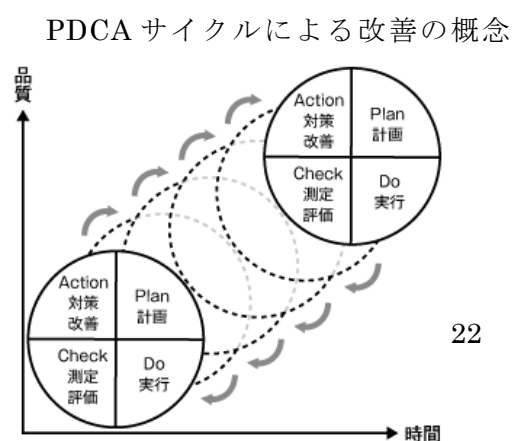 PDCAサイクルによる改善の概念
品質
Action
対策
改善
Plan
計画
Check
測定
評価
Do
実行
Action
対策
改善
Plan
計画
Check
測定
評価
Do
実行
22
時間